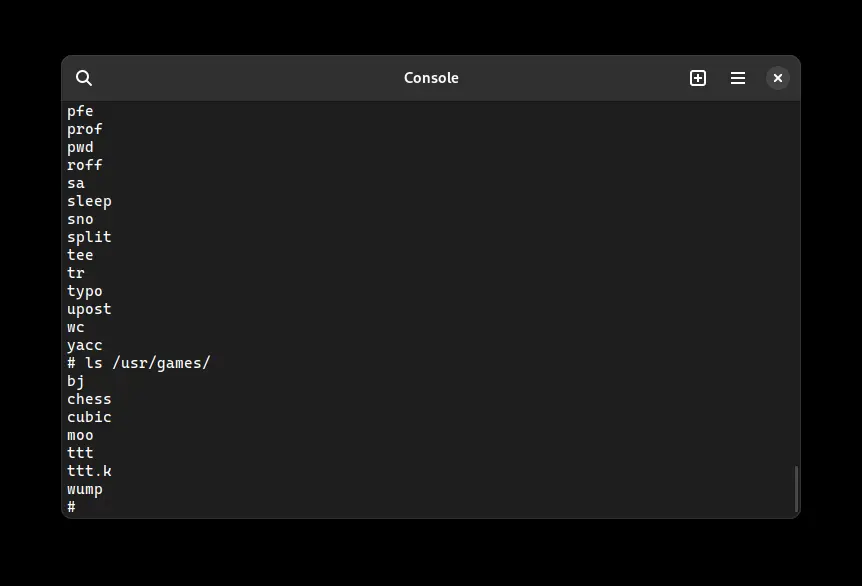 Console
pfe
prof
pwd
roff
sa
sleep
sno
split
tee
tr
typo
upost
wc
yacc
# ls /usr/games/
bj
chess
cubic
moo
ttt
ttt.k
wump
#